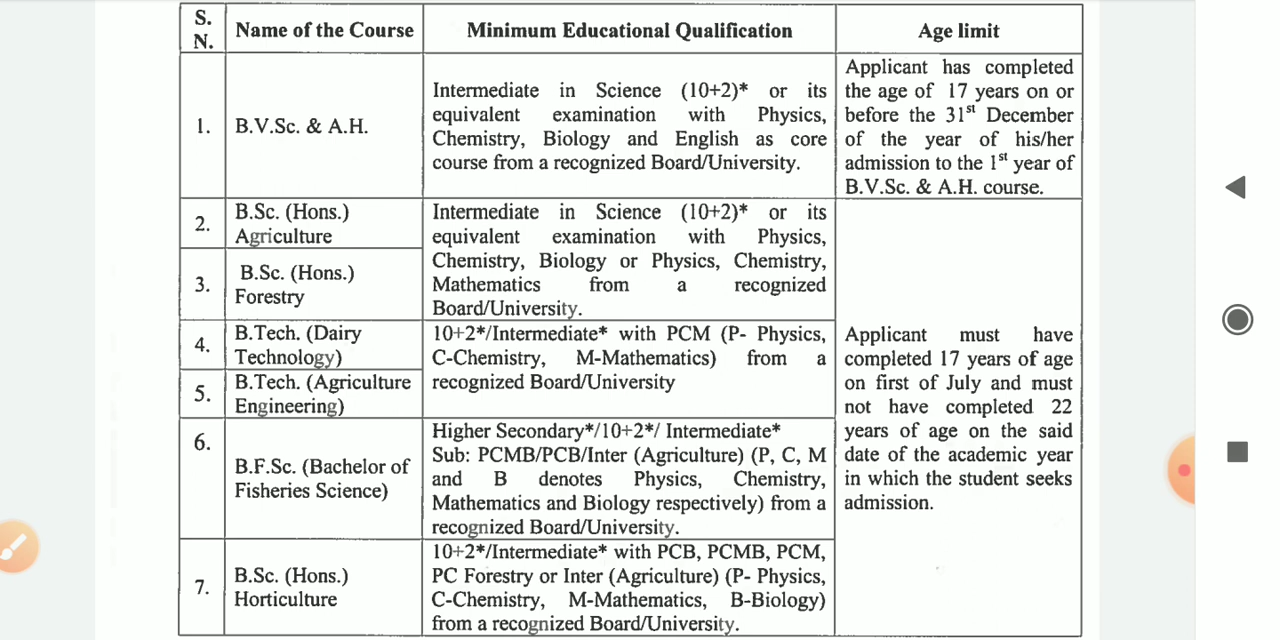 S.
N.
Name of the Course
Minimum Educational Qualification
Age limit
1.
B.V.Sc. & A.H.
Intermediate in Science (10+2)* or its
equivalent examination with Physics,
Chemistry, Biology and English as core
course from a recognized Board/University.
Applicant has completed
the age of 17 years on or
before the 31st December
of the year of his/her
admission to the 1st year of
B.V.Sc. & A.H. course.
2.
B.Sc. (Hons.)
Agriculture
Intermediate in Science (10+2)* or its
equivalent examination with Physics,
Chemistry, Biology or Physics, Chemistry,
Mathematics from a recognized
Board/University.
3.
B.Sc. (Hons.)
Forestry
4.
B.Tech. (Dairy
Technology)
10+2*/Intermediate* with PCM (P- Physics,
C-Chemistry, M-Mathematics) from a
recognized Board/University
5.
B.Tech. (Agriculture
Engineering)
Applicant must have
completed 17 years of age
on first of July and must
not have completed 22
years of age on the said
date of the academic year
in which the student seeks
admission.
6.
B.F.Sc. (Bachelor of
Fisheries Science)
Higher Secondary*/10+2*/ Intermediate*
Sub: PCMB/PCB/Inter (Agriculture) (P, C, M
and B denotes Physics, Chemistry,
Mathematics and Biology respectively) from a
recognized Board/University.
7.
B.Sc. (Hons.)
Horticulture
10+2*/Intermediate* with PCB, PCMB, PCM,
PC Forestry or Inter (Agriculture) (P- Physics,
C-Chemistry, M-Mathematics, B-Biology)
from a recognized Board/University.